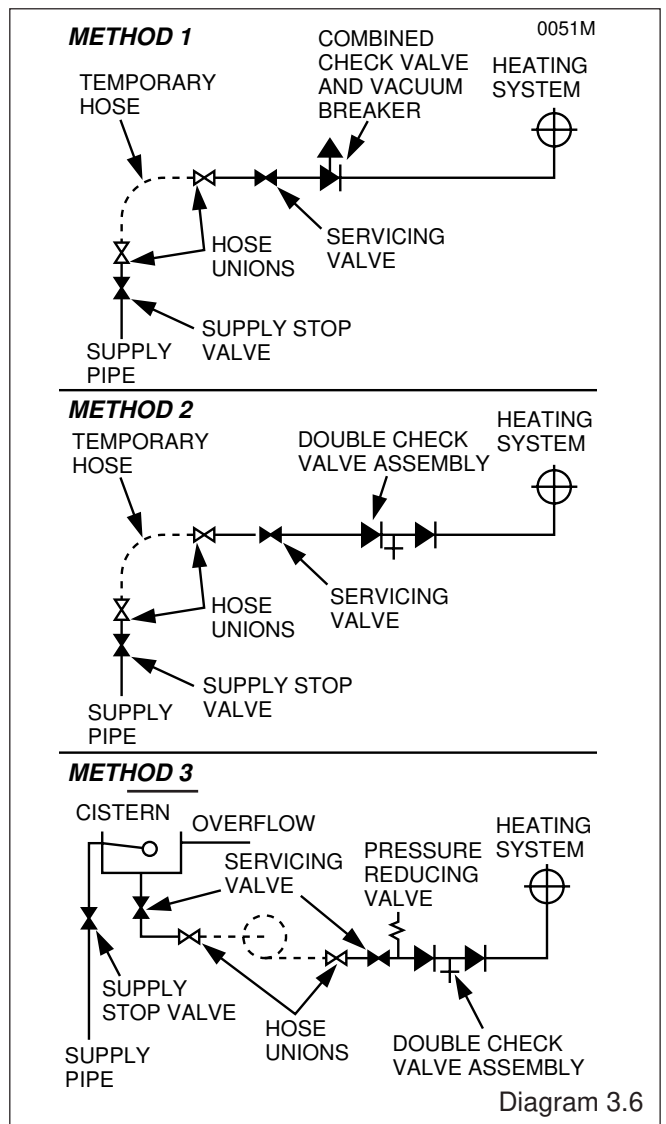 METHOD 1
0051M
COMBINED
CHECK VALVE
AND VACUUM
BREAKER
HEATING
SYSTEM
TEMPORARY
HOSE
HOSE
UNIONS
SERVICING
VALVE
SUPPLY STOP
VALVE
SUPPLY
PIPE
METHOD 2
TEMPORARY
HOSE
DOUBLE CHECK
VALVE ASSEMBLY
HEATING
SYSTEM
HOSE
UNIONS
SERVICING
VALVE
SUPPLY STOP
VALVE
SUPPLY
PIPE
METHOD 3
CISTERN
OVERFLOW
SERVICING
VALVE
PRESSURE
REDUCING
VALVE
HEATING
SYSTEM
SUPPLY
STOP VALVE
HOSE
UNIONS
DOUBLE CHECK
VALVE ASSEMBLY
SUPPLY
PIPE
Diagram 3.6